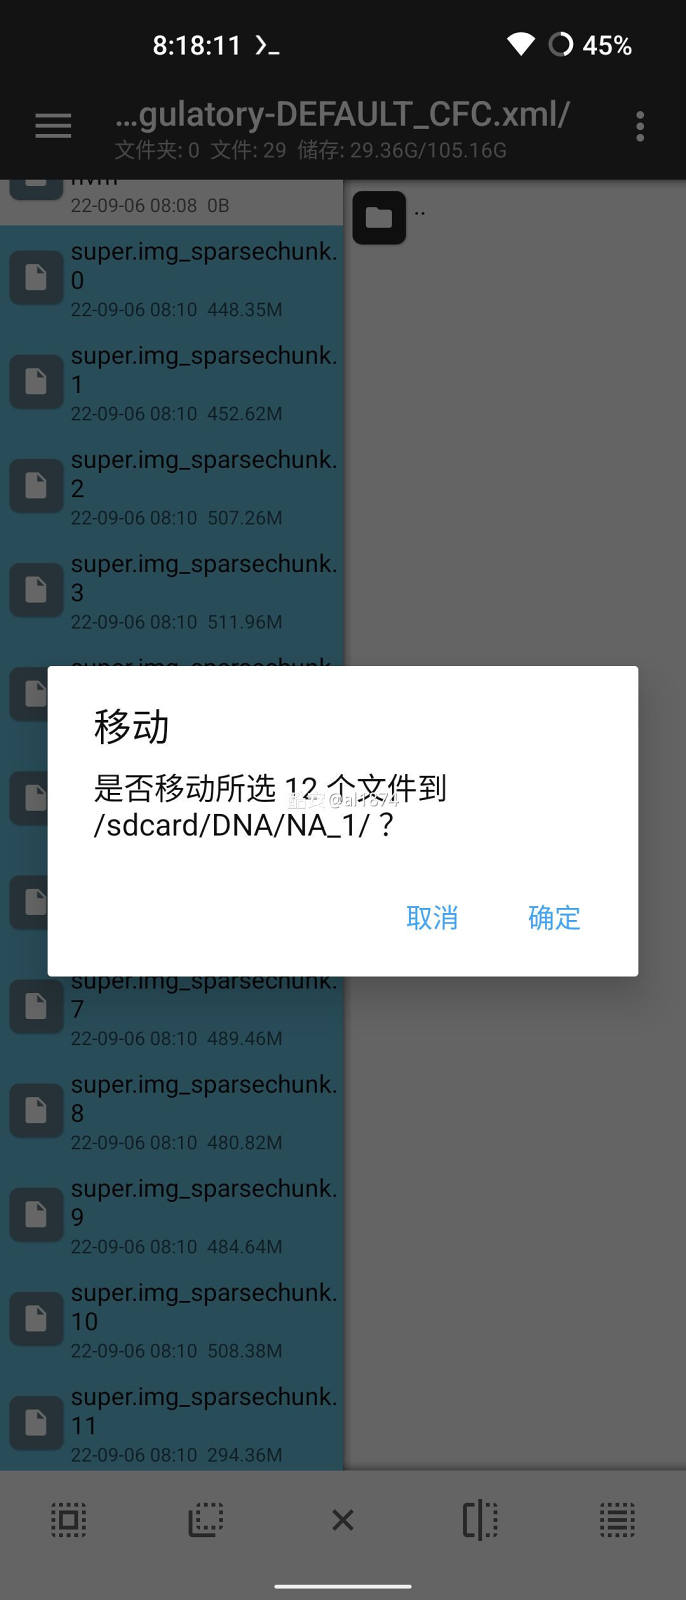 8:18:11
45%
...gulatory-DEFAULT_CFC.xml/
文件夹: 0 文件: 29 储存: 29.36G/105.16G
nvm
22-09-06 08:08 0B
..
super.img_sparsechunk.
0
22-09-06 08:10 448.35M
super.img_sparsechunk.
1
22-09-06 08:10 452.62M
super.img_sparsechunk.
2
22-09-06 08:10 507.26M
super.img_sparsechunk.
3
22-09-06 08:10 511.96M
super.img_sparsechunk.
移动
是否移动所选 12 个文件到
/sdcard/DNA/NA_1/ ？
酷安 @al1874
取消 确定
super.img_sparsechunk.
7
22-09-06 08:10 489.46M
super.img_sparsechunk.
8
22-09-06 08:10 480.82M
super.img_sparsechunk.
9
22-09-06 08:10 484.64M
super.img_sparsechunk.
10
22-09-06 08:10 508.38M
super.img_sparsechunk.
11
22-09-06 08:10 294.36M